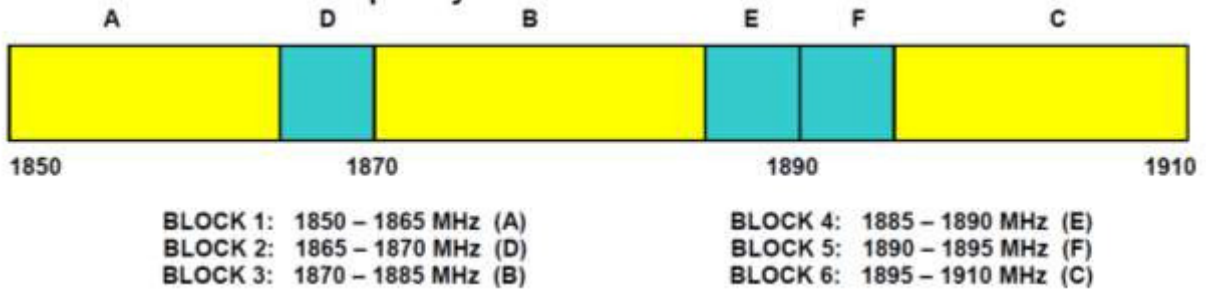 A D B E F C
1850 1870 1890 1910
BLOCK 1: 1850 – 1865 MHz (A)
BLOCK 2: 1865 – 1870 MHz (D)
BLOCK 3: 1870 – 1885 MHz (B)
BLOCK 4: 1885 – 1890 MHz (E)
BLOCK 5: 1890 – 1895 MHz (F)
BLOCK 6: 1895 – 1910 MHz (C)